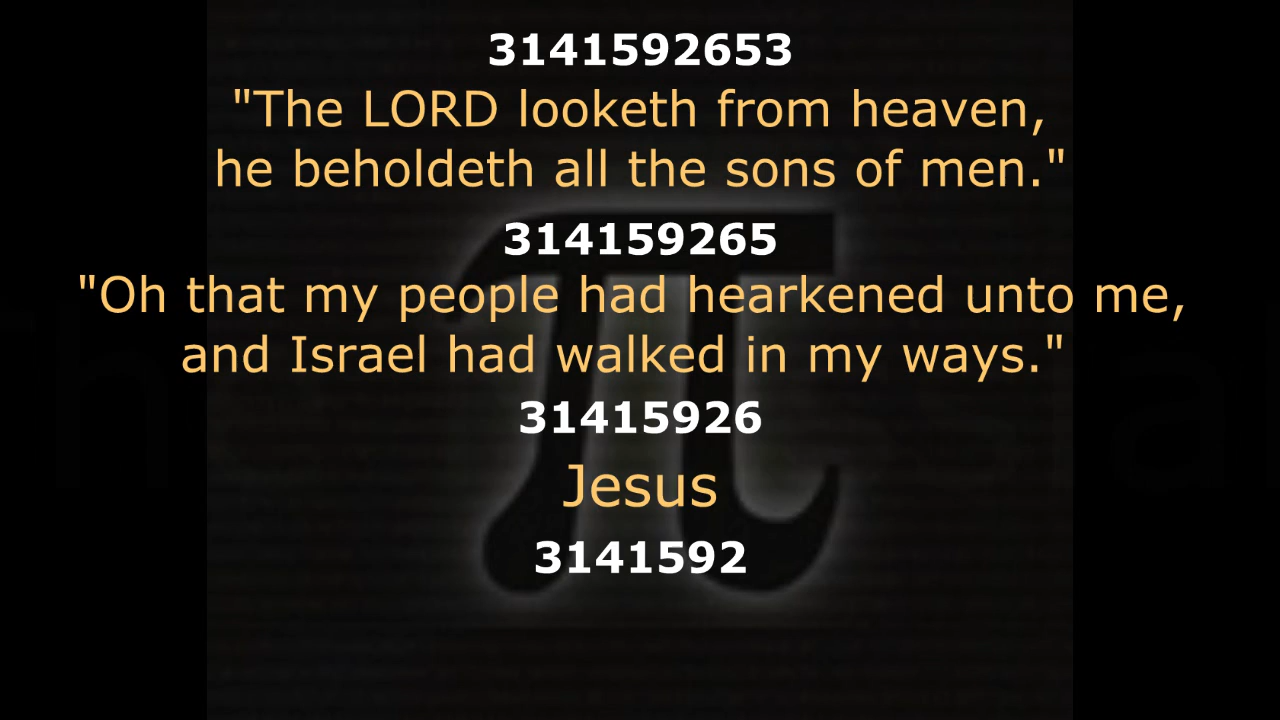 3141592653
"The LORD looketh from heaven,
he beholdeth all the sons of men."
314159265
"Oh that my people had hearkened unto me,
and Israel had walked in my ways."
31415926
Jesus
3141592